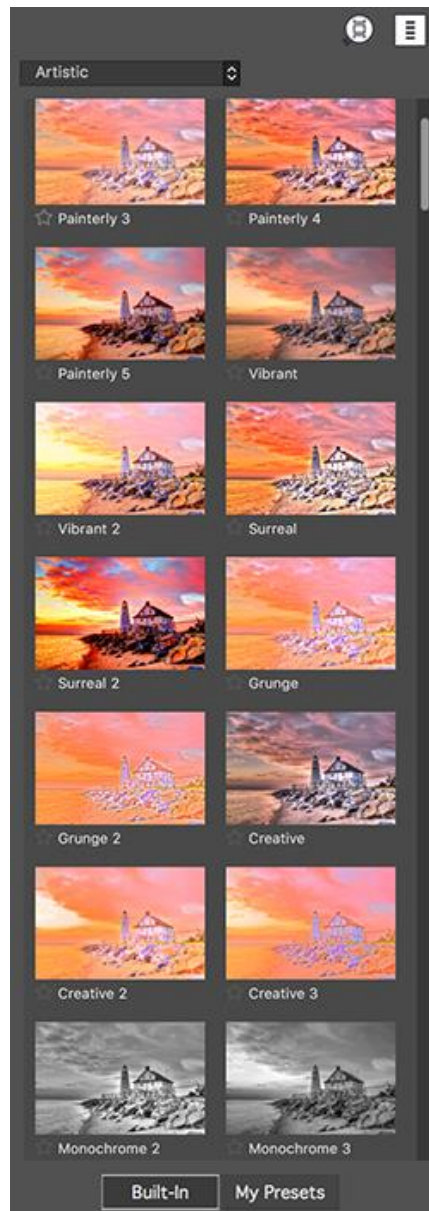 Artistic
Painterly 3
Painterly 4
Painterly 5
Vibrant
Vibrant 2
Surreal
Surreal 2
Grunge
Grunge 2
Creative
Creative 2
Creative 3
Monochrome 2
Monochrome 3
Built-In
My Presets